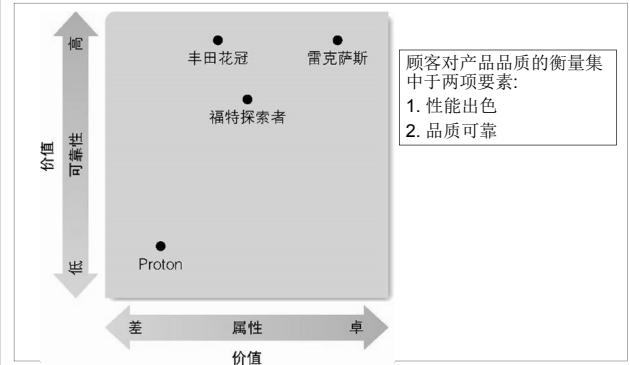 高
丰田花冠
雷克萨斯
福特探索者
价值
可靠性
低
Proton
差
属性
卓
价值
顾客对产品品质的衡量集
中于两项要素:
1. 性能出色
2. 品质可靠